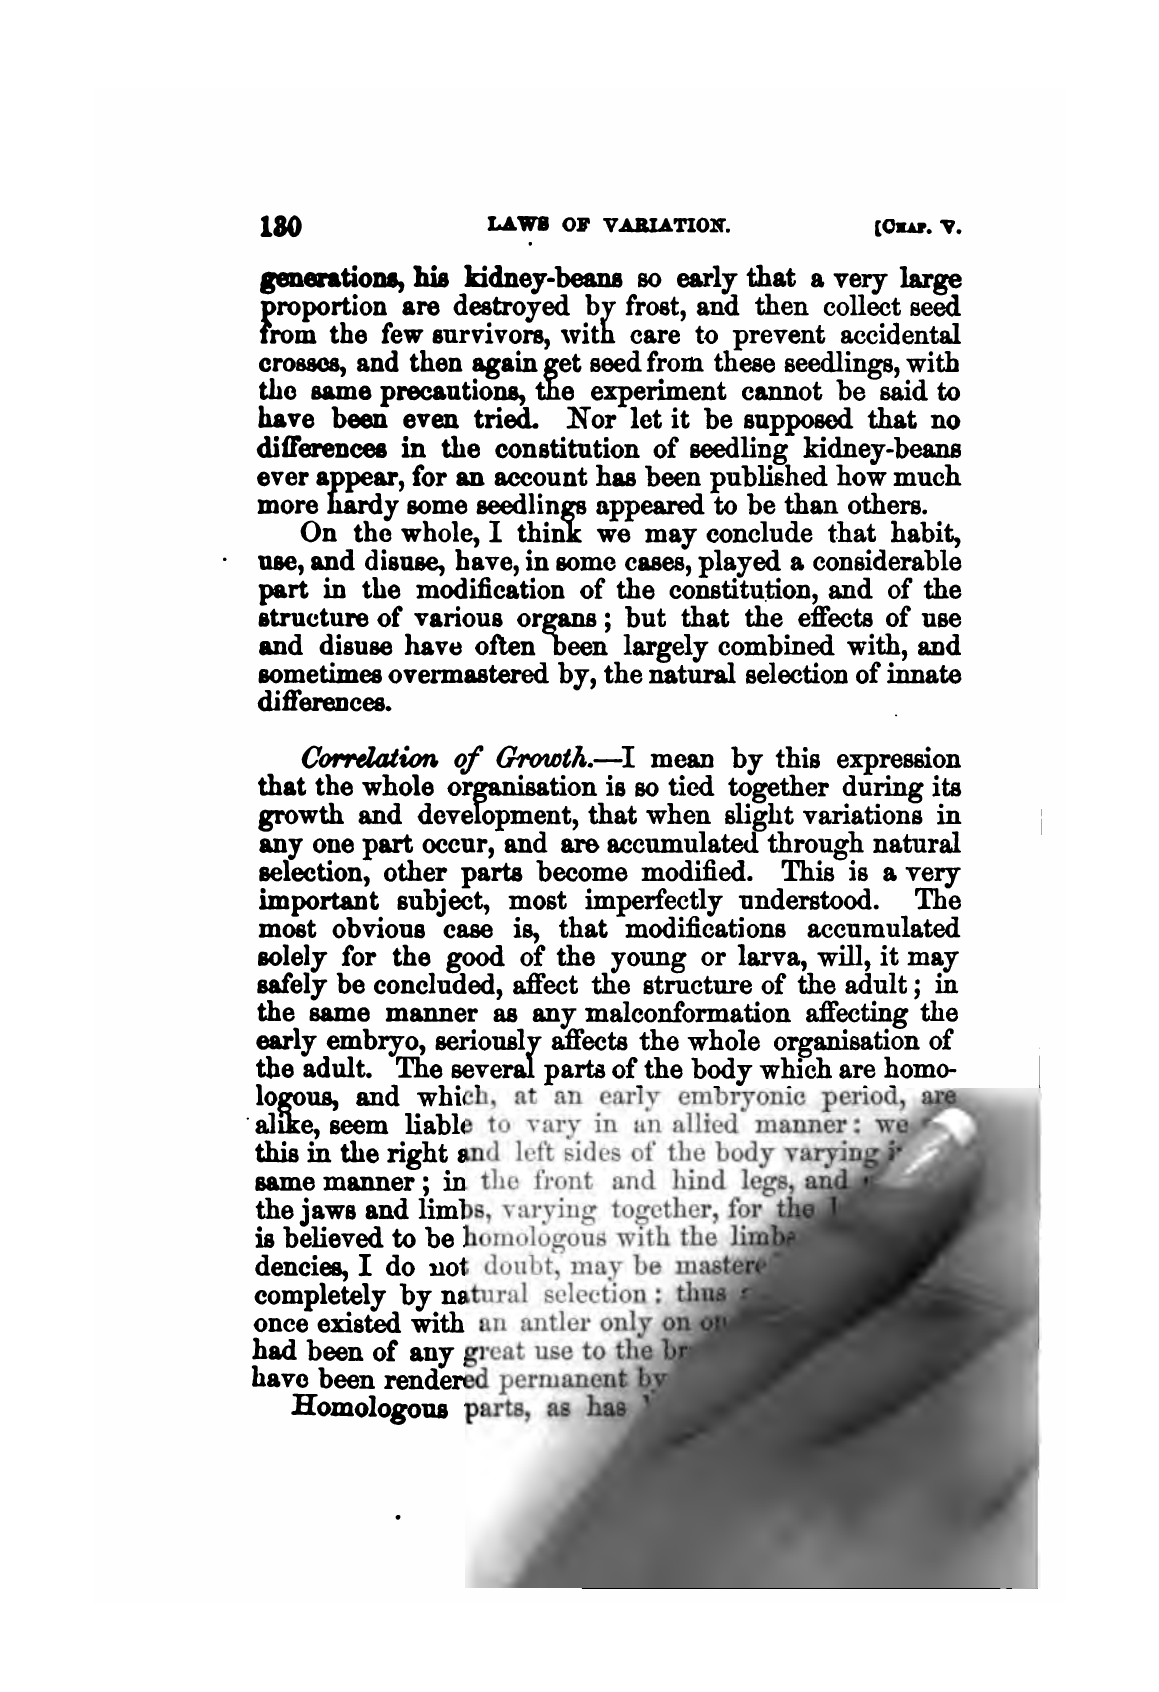 180 LAWS OF VARIATION. [CHAP. V.
generations, his kidney-beans so early that a very large
proportion are destroyed by frost, and then collect seed
from the few survivors, with care to prevent accidental
crosses, and then again get seed from these seedlings, with
the same precautions, the experiment cannot be said to
have been even tried. Nor let it be supposed that no
differences in the constitution of seedling kidney-beans
ever appear, for an account has been published how much
more hardy some seedlings appeared to be than others.
On the whole, I think we may conclude that habit,
use, and disuse, have, in some cases, played a considerable
part in the modification of the constitution, and of the
structure of various organs; but that the effects of use
and disuse have often been largely combined with, and
sometimes overmastered by, the natural selection of innate
differences.
Correlation of Growth.—I mean by this expression
that the whole organisation is so tied together during its
growth and development, that when slight variations in
any one part occur, and are accumulated through natural
selection, other parts become modified. This is a very
important subject, most imperfectly understood. The
most obvious case is, that modifications accumulated
solely for the good of the young or larva, will, it may
safely be concluded, affect the structure of the adult; in
the same manner as any malconformation affecting the
early embryo, seriously affects the whole organisation of
the adult. The several parts of the body which are homo-
logous, and which, at an early embryonic period, are
alike, seem liable to vary in an allied manner: we
this in the right and left sides of the body varying
same manner; in the front and hind legs, and
the jaws and limbs, varying together, for the
is believed to be homologous with the limbs
dencies, I do not doubt, may be
completely by natural selection: thus
once existed with an antler only on
had been of any great use to the
have been rendered permanent by
Homologous parts, as has